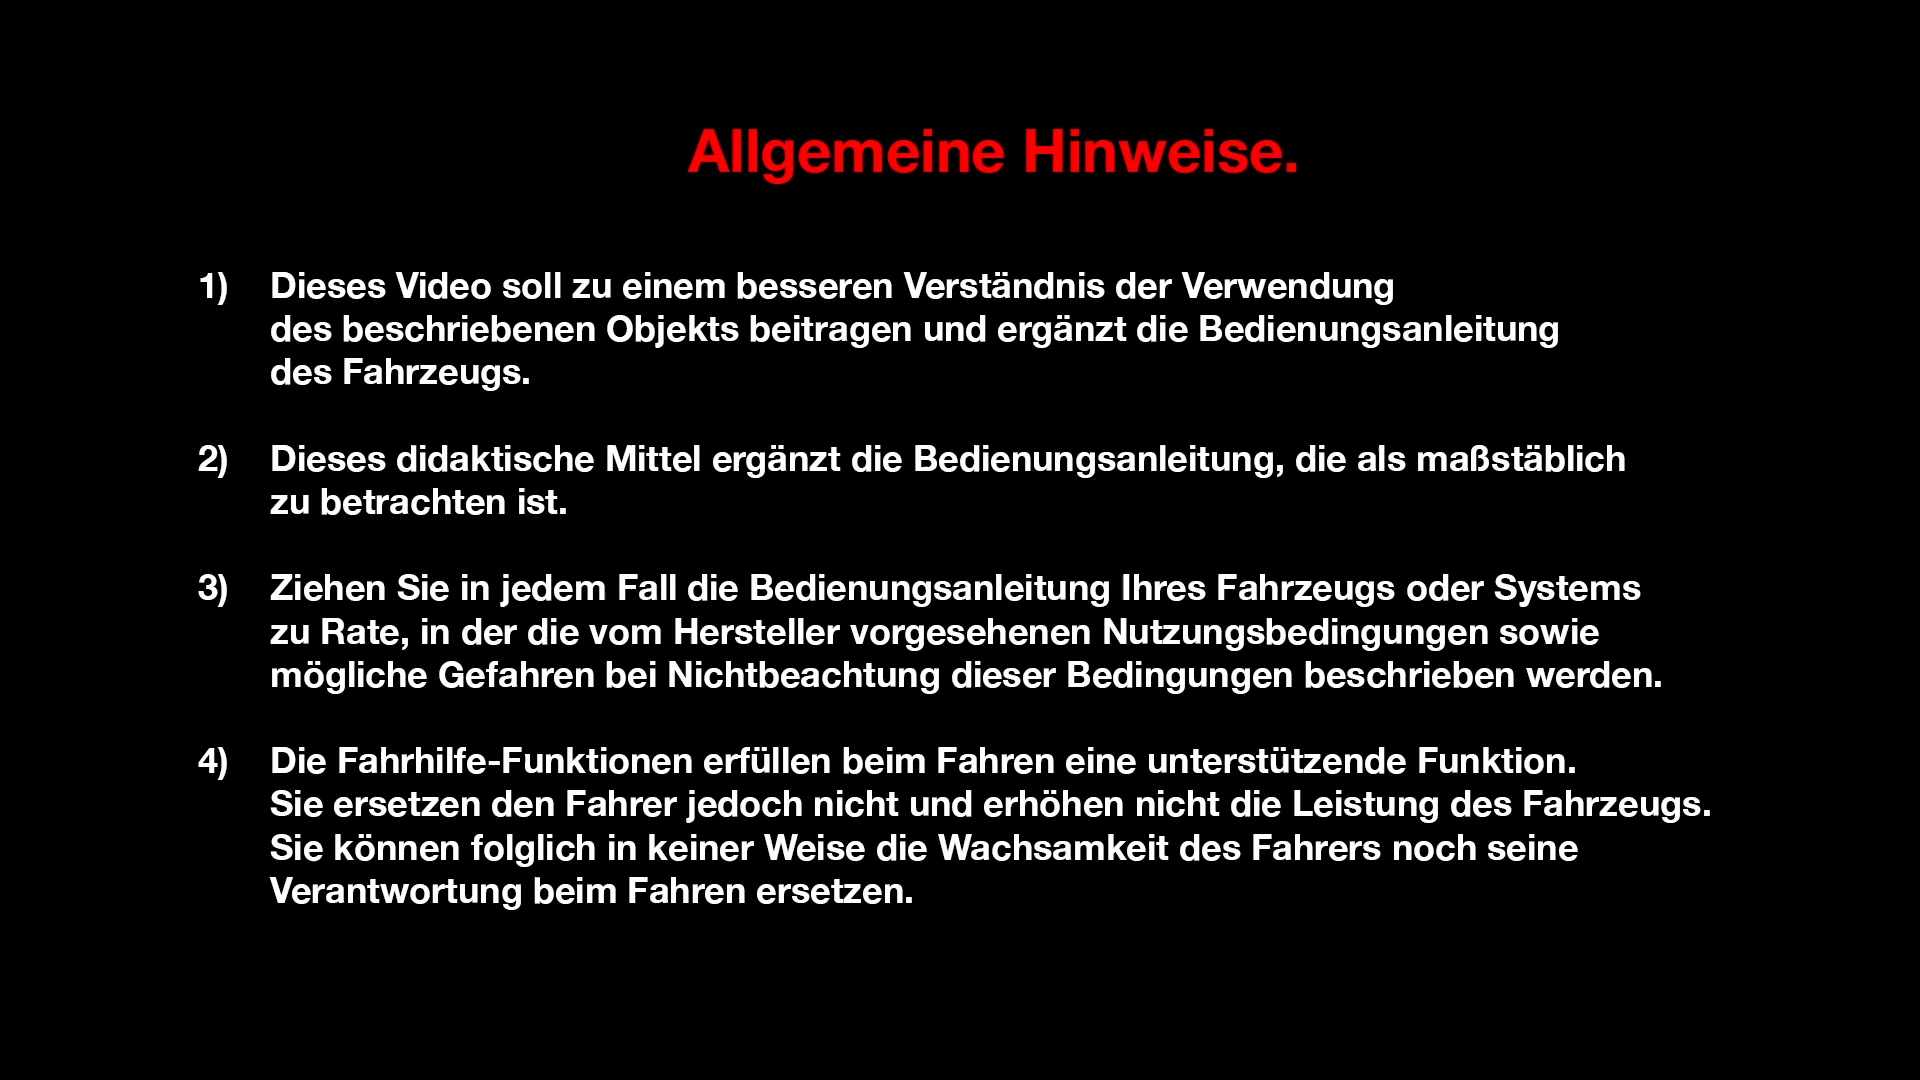 Allgemeine Hinweise.
1) Dieses Video soll zu einem besseren Verständnis der Verwendung
des beschriebenen Objekts beitragen und ergänzt die Bedienungsanleitung
des Fahrzeugs.
2) Dieses didaktische Mittel ergänzt die Bedienungsanleitung, die als maßstäblich
zu betrachten ist.
3) Ziehen Sie in jedem Fall die Bedienungsanleitung Ihres Fahrzeugs oder Systems
zu Rate, in der die vom Hersteller vorgesehenen Nutzungsbedingungen sowie
mögliche Gefahren bei Nichtbeachtung dieser Bedingungen beschrieben werden.
4) Die Fahrhilfe-Funktionen erfüllen beim Fahren eine unterstützende Funktion.
Sie ersetzen den Fahrer jedoch nicht und erhöhen nicht die Leistung des Fahrzeugs.
Sie können folglich in keiner Weise die Wachsamkeit des Fahrers noch seine
Verantwortung beim Fahren ersetzen.